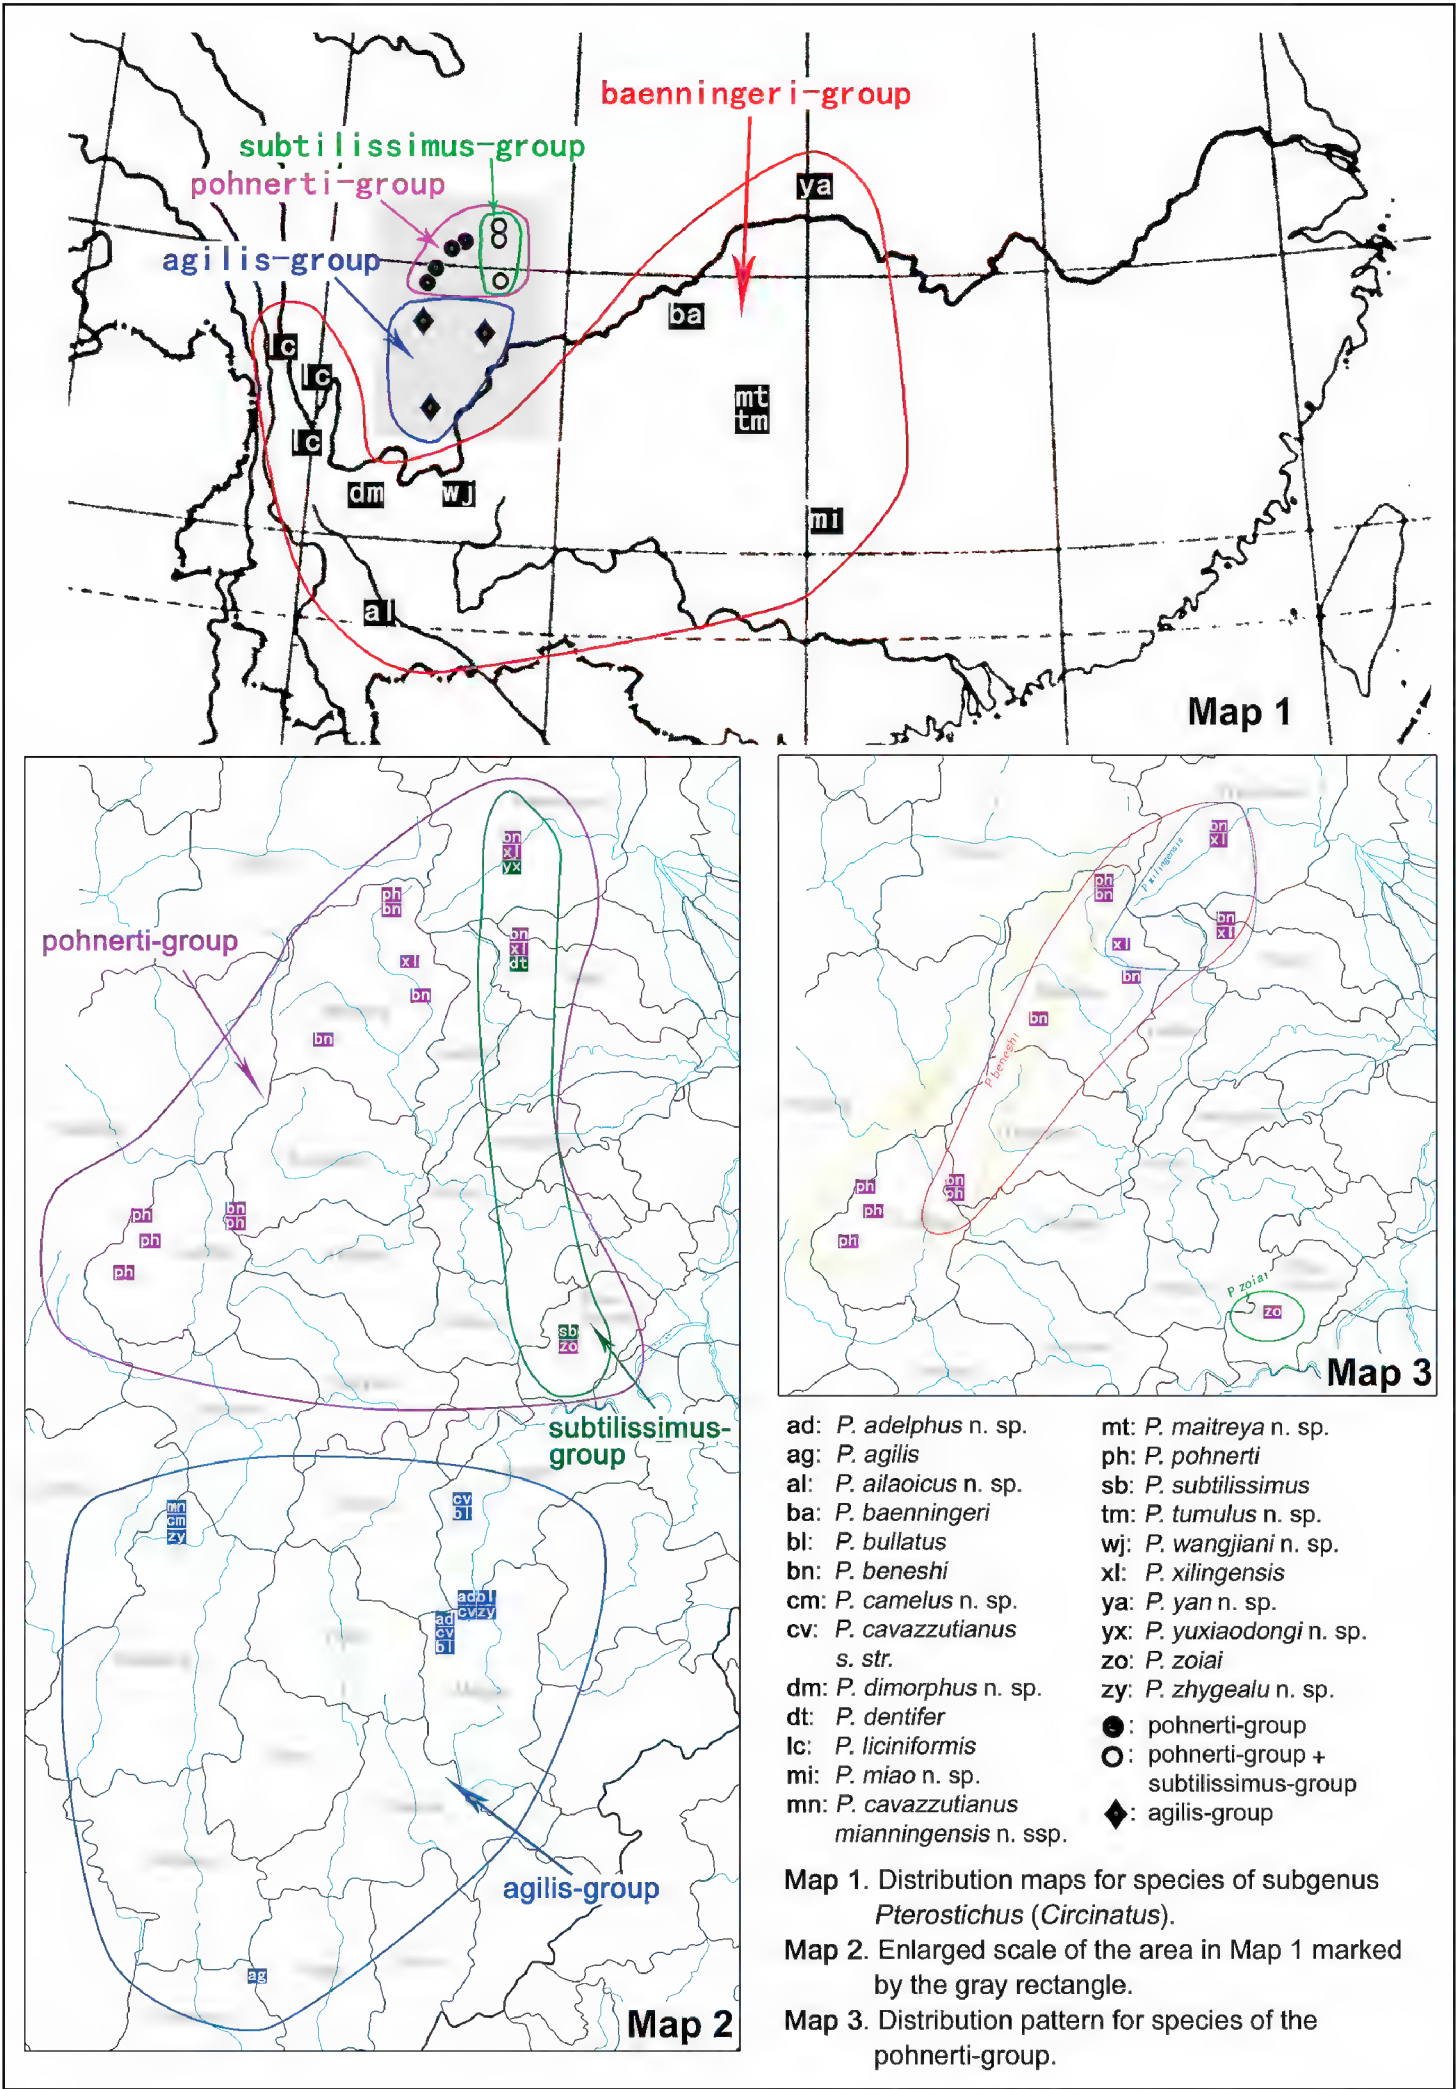 baenningeri-group
subtilissimus-group
pohnerti-group
agilis-group
ya
lc
ba
lc
mt
tm
lc
dm
wj
mi
al
Map 1
bn
xl
yx
ph
bn
pohnerti-group
bn
xl
dt
xl
bn
bn
ph
bn
ph
ph
ph
sb
zo
subtilissimus-
group
mn
cm
zy
cv
bl
adbl
cvzy
ad
cv
bl
agilis-group
ag
Map 2
bn
xl
P xilingensis
ph
bn
bn
xl
xl
bn
bn
P beneshi
ph
bn
ph
ph
ph
P zoiai
zo
Map 3
ad: P. adelphus n. sp.
ag: P. agilis
al: P. ailaoicus n. sp.
ba: P. baenningeri
bl: P. bullatus
bn: P. beneshi
cm: P. camelus n. sp.
cv: P. cavazzutianus
s. str.
dm: P. dimorphus n. sp.
dt: P. dentifer
lc: P. liciniformis
mi: P. miao n. sp.
mn: P. cavazzutianus
mianningensis n. ssp.
mt: P. maitreya n. sp.
ph: P. pohnerti
sb: P. subtilissimus
tm: P. tumulus n. sp.
wj: P. wangjiani n. sp.
xl: P. xilingensis
ya: P. yan n. sp.
yx: P. yuxiaodongi n. sp.
zo: P. zoiai
zy: P. zhygealu n. sp.
: pohnerti-group
: pohnerti-group +
subtilissimus-group
: agilis-group
Map 1. Distribution maps for species of subgenus
Pterostichus (Circinatus).
Map 2. Enlarged scale of the area in Map 1 marked
by the gray rectangle.
Map 3. Distribution pattern for species of the
pohnerti-group.